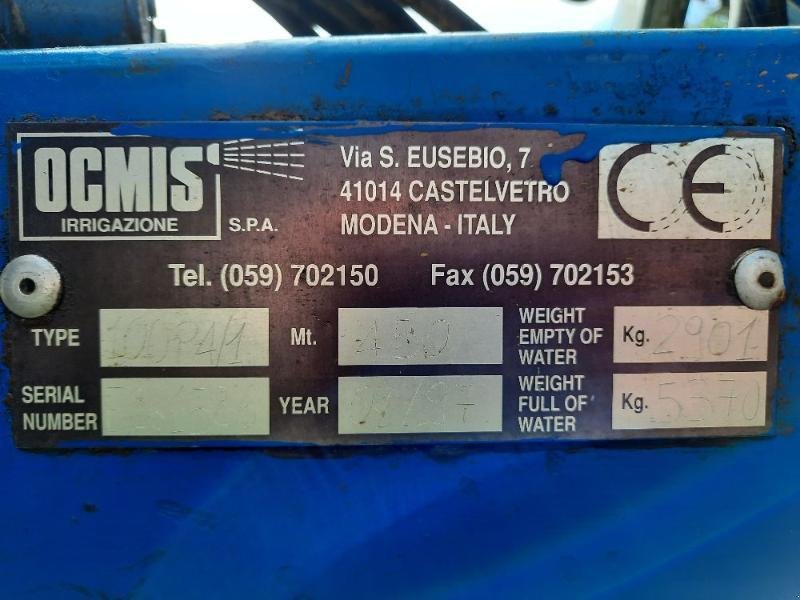 OCMIS
IRRIGAZIONE
S.P.A.
Via S. EUSEBIO, 7
41014 CASTELVETRO
MODENA - ITALY
CE
Tel. (059) 702150 Fax (059) 702153
TYPE
Mt. 450
WEIGHT EMPTY OF WATER Kg. 2901
SERIAL NUMBER
YEAR
WEIGHT FULL OF WATER Kg. 5370